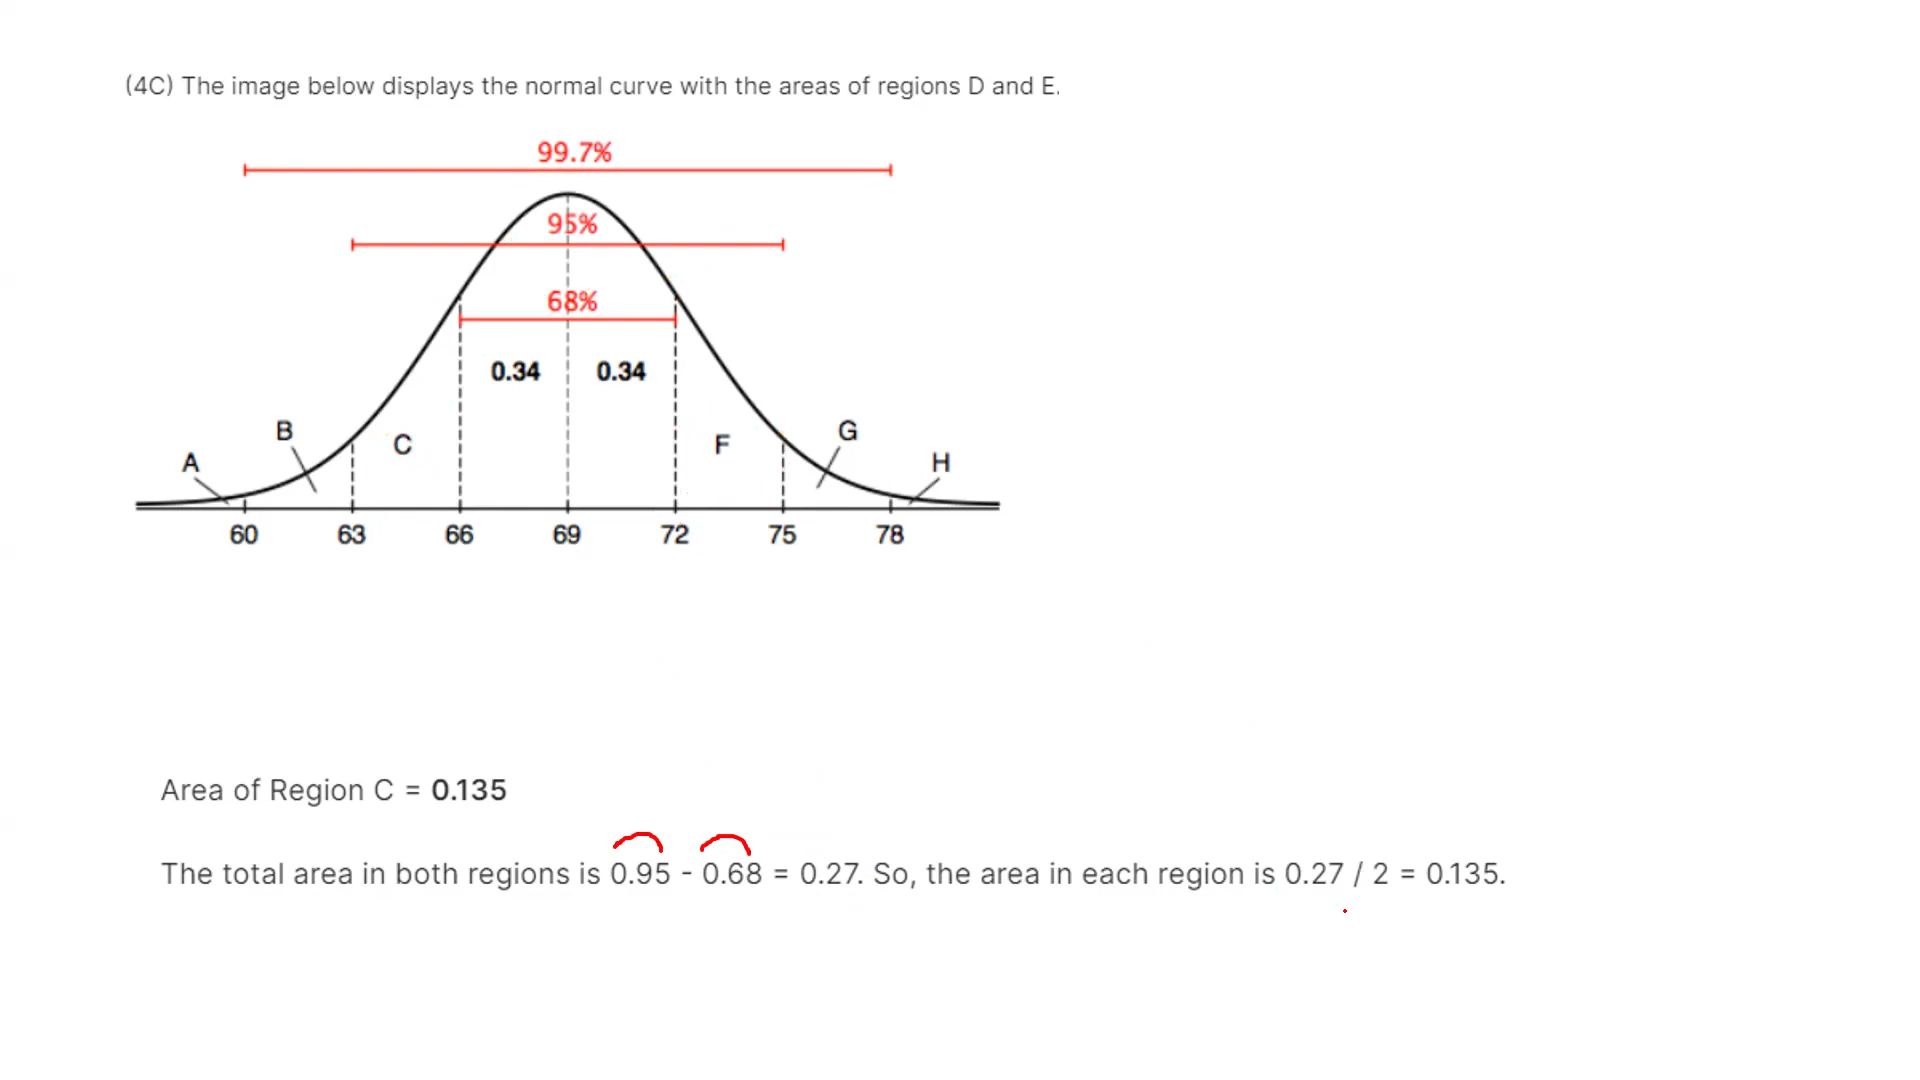 (4C) The image below displays the normal curve with the areas of regions D and E.
99.7%
95%
68%
0.34 0.34
B G
C F
A H
60 63 66 69 72 75 78
Area of Region C = 0.135
The total area in both regions is 0.95 - 0.68 = 0.27. So, the area in each region is 0.27 / 2 = 0.135.